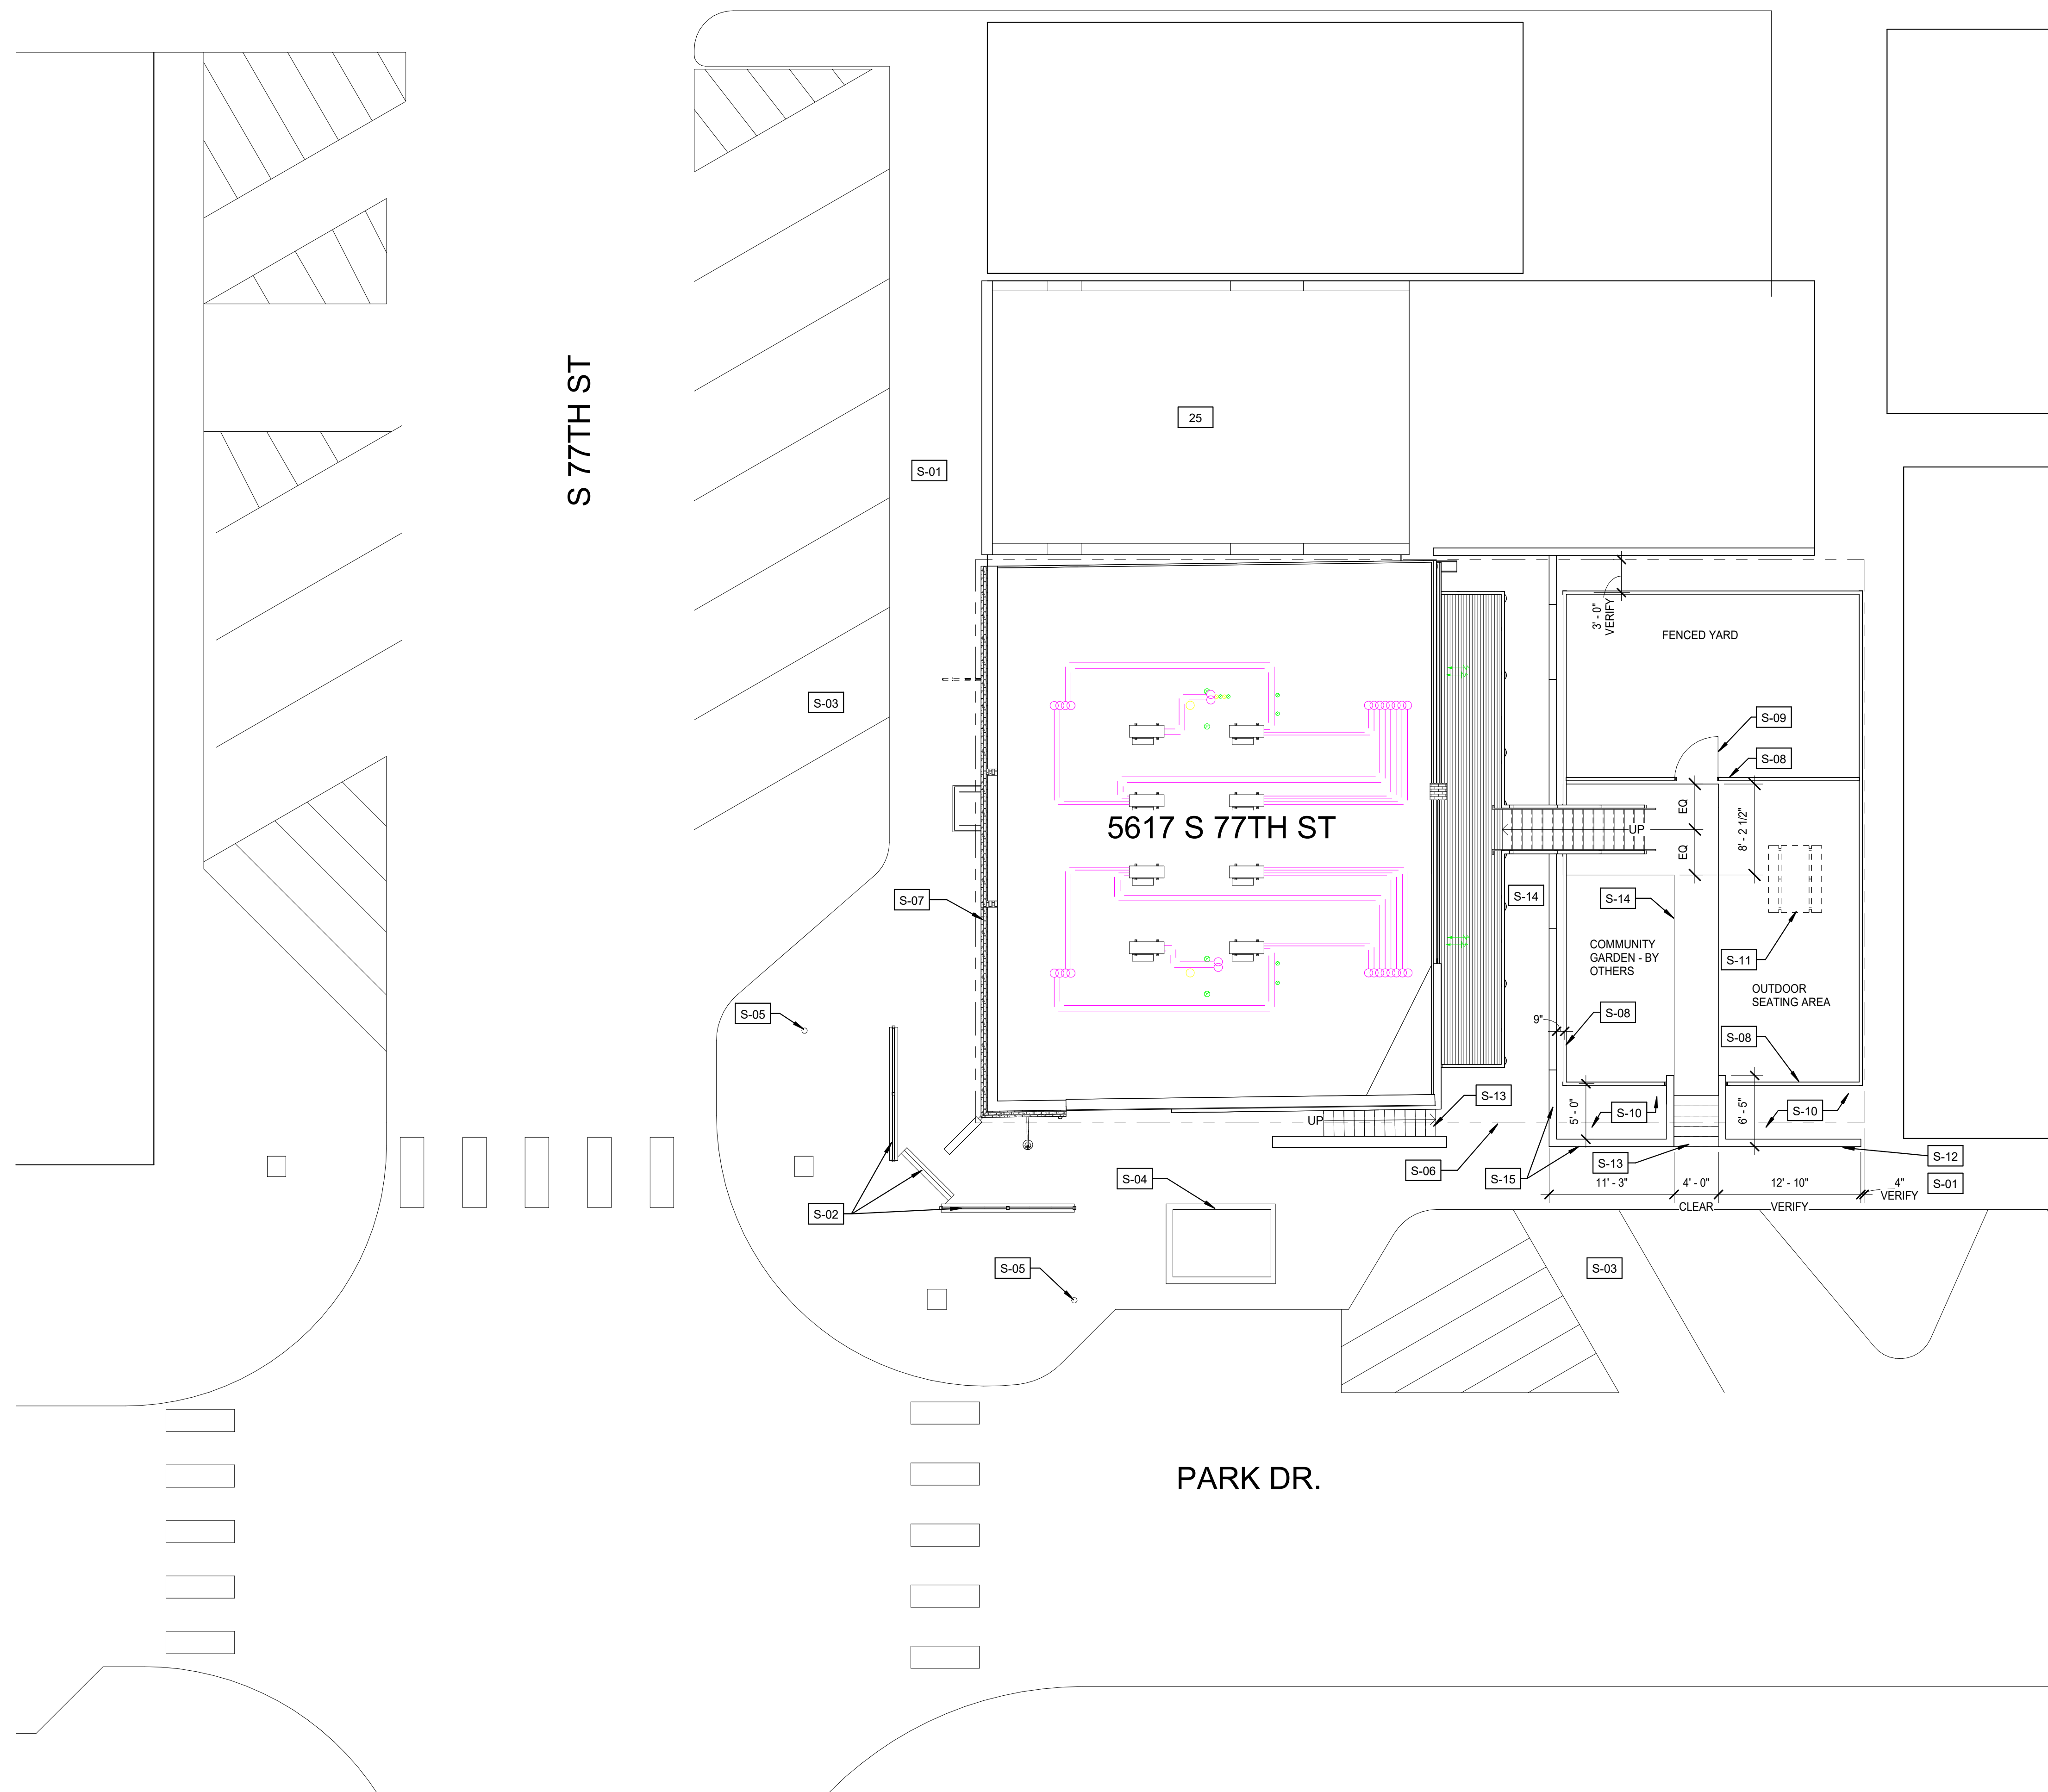 S 77TH ST
25
S-01
3' - 0"
VERIFY
FENCED YARD
S-03
S-09
S-08
5617 S 77TH ST
UP
EQ
EQ
8' - 2 1/2"
S-07
S-14
S-14
COMMUNITY
GARDEN - BY
OTHERS
S-11
OUTDOOR
SEATING AREA
S-05
9"
S-08
S-08
S-13
UP
5' - 0"
S-10
6' - 5"
S-10
S-06
S-15
S-13
S-12
S-04
11' - 3"
4' - 0"
CLEAR
12' - 10"
VERIFY
4"
VERIFY
S-01
S-02
S-05
S-03
PARK DR.